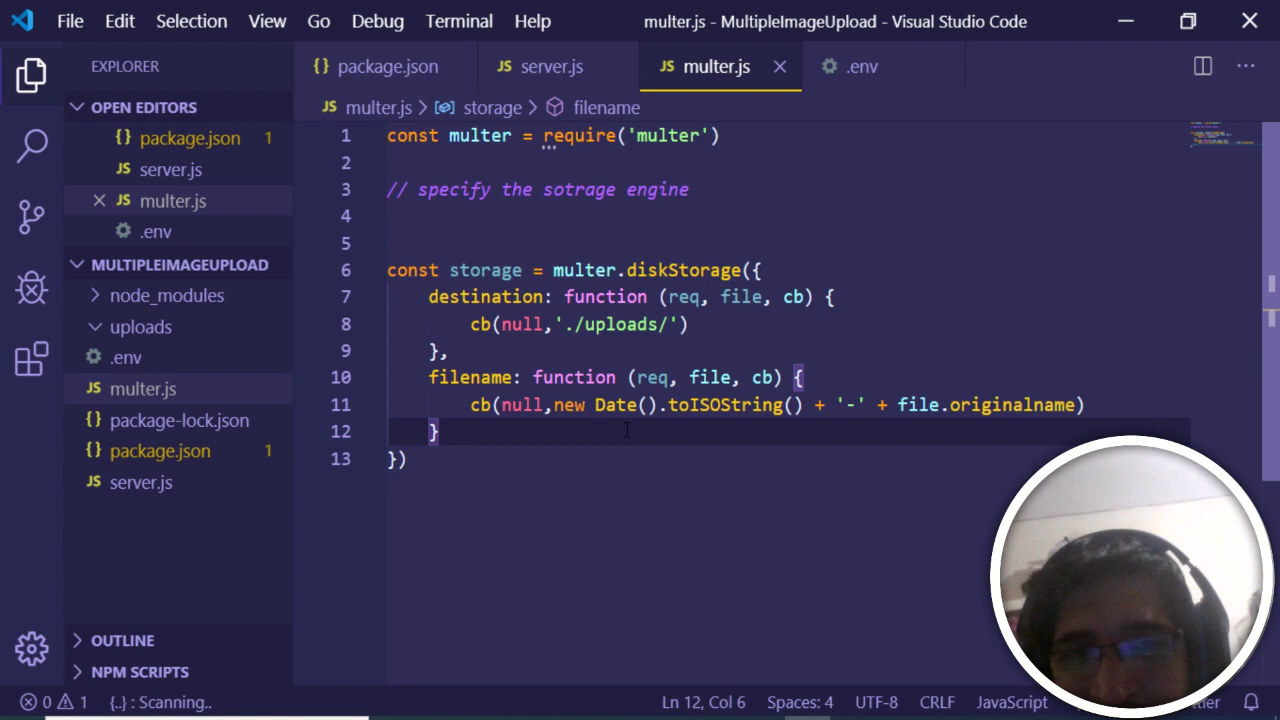 File Edit Selection View Go Debug Terminal Help multer.js - MultipleImageUpload - Visual Studio Code
EXPLORER
OPEN EDITORS
{} package.json 1
JS server.js
JS multer.js
.env
MULTIPLEIMAGEUPLOAD
node_modules
uploads
.env
JS multer.js
{} package-lock.json
{} package.json 1
JS server.js
OUTLINE
NPM SCRIPTS
{} package.json JS server.js JS multer.js .env
JS multer.js > storage > filename
1 const multer = require('multer')
2
3 // specify the sotrage engine
4
5
6 const storage = multer.diskStorage({
7 destination: function (req, file, cb) {
8 cb(null,'./uploads/')
9 },
10 filename: function (req, file, cb) {
11 cb(null,new Date().toISOString() + '-' + file.originalname)
12 }
13 })
0 1 {..} : Scanning.. Ln 12, Col 6 Spaces: 4 UTF-8 CRLF JavaScript